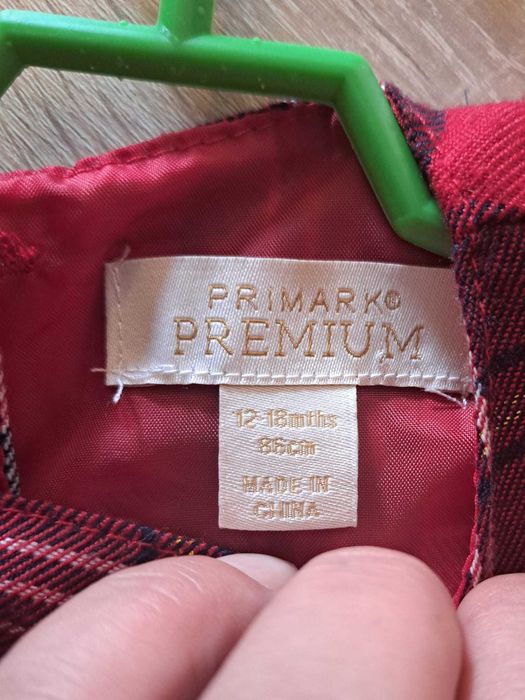 PRIMARK©
PREMIUM
12-18mths
86cm
MADE IN
CHINA